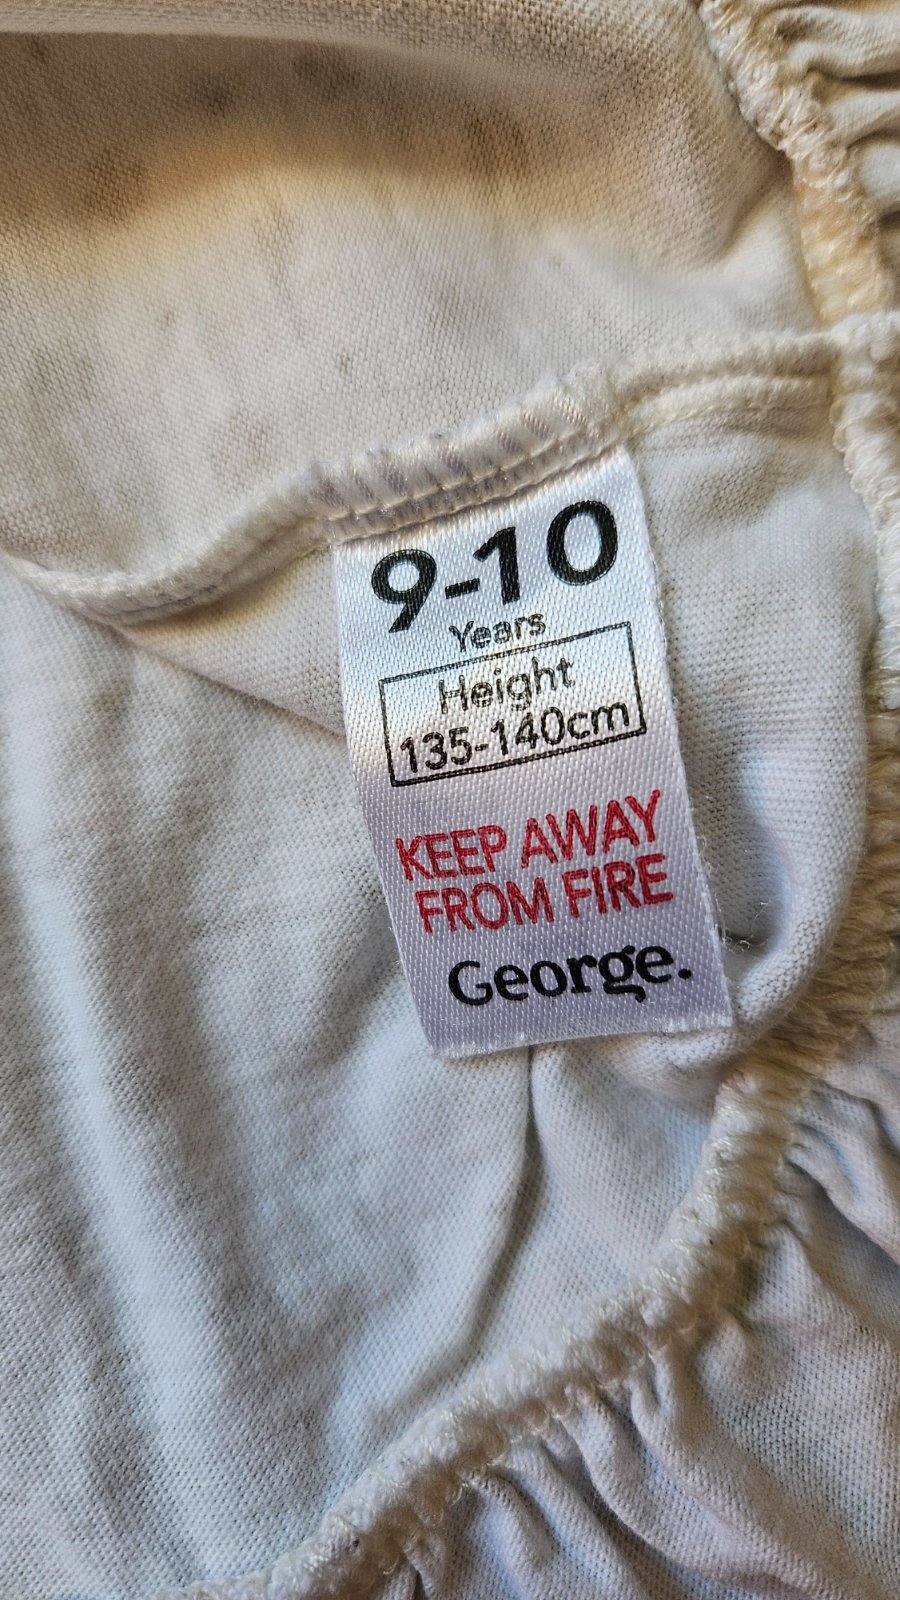 9-10
Years
Height
135-140cm
KEEP AWAY
FROM FIRE
George.